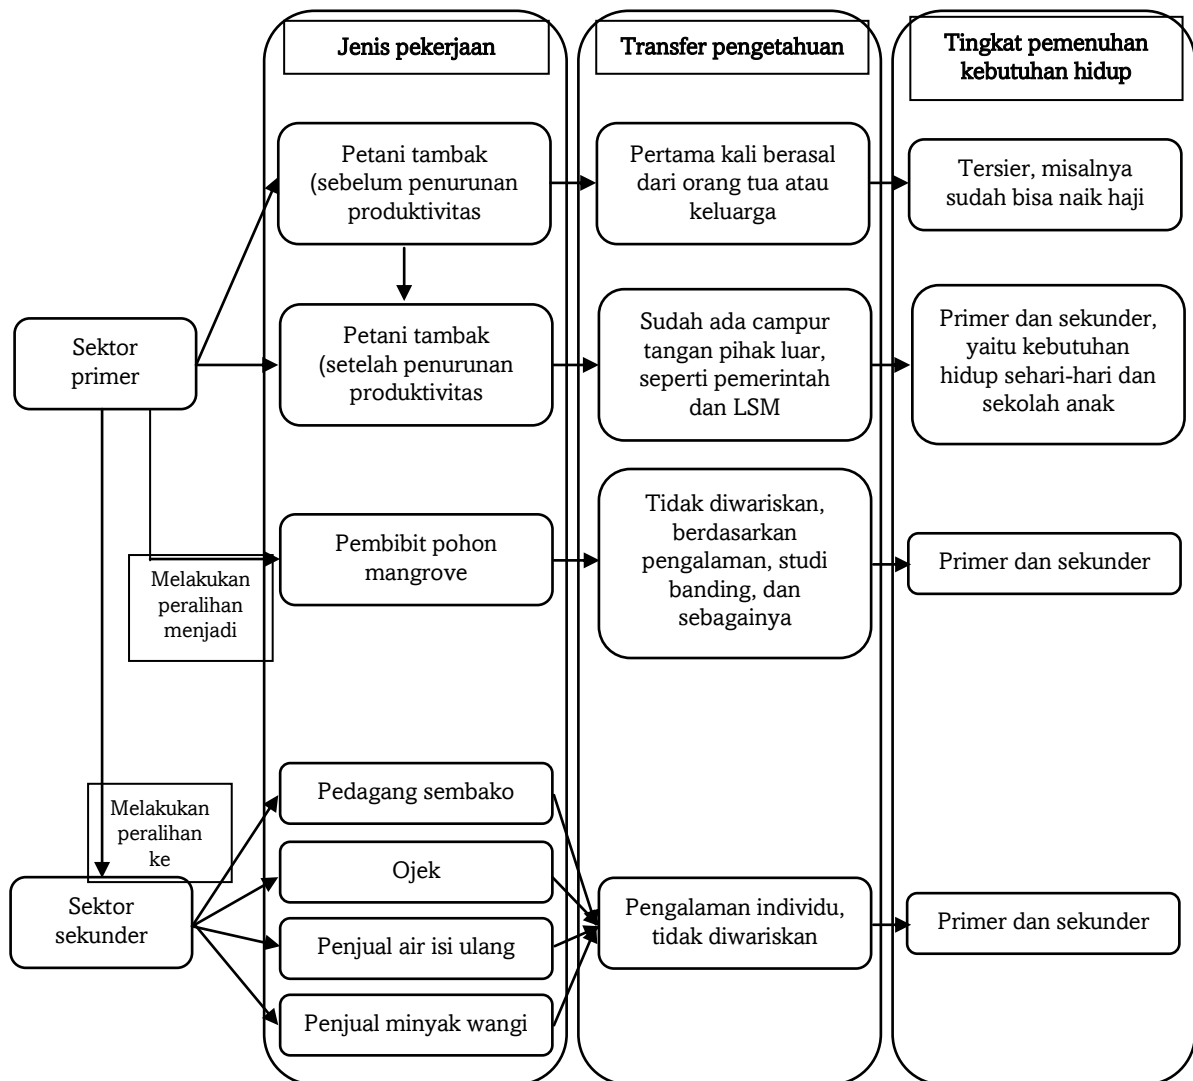 Jenis pekerjaan
Transfer pengetahuan
Tingkat pemenuhan
kebutuhan hidup
Petani tambak
(sebelum penurunan
produktivitas
Pertama kali berasal
dari orang tua atau
keluarga
Tersier, misalnya
sudah bisa naik haji
Sektor
primer
Petani tambak
(setelah penurunan
produktivitas
Sudah ada campur
tangan pihak luar,
seperti pemerintah
dan LSM
Primer dan sekunder,
yaitu kebutuhan
hidup sehari-hari dan
sekolah anak
Melakukan
peralihan
menjadi
Pembibit pohon
mangrove
Tidak diwariskan,
berdasarkan
pengalaman, studi
banding, dan
sebagainya
Primer dan sekunder
Melakukan
peralihan
ke
Sektor
sekunder
Pedagang sembako
Ojek
Penjual air isi ulang
Penjual minyak wangi
Pengalaman individu,
tidak diwariskan
Primer dan sekunder